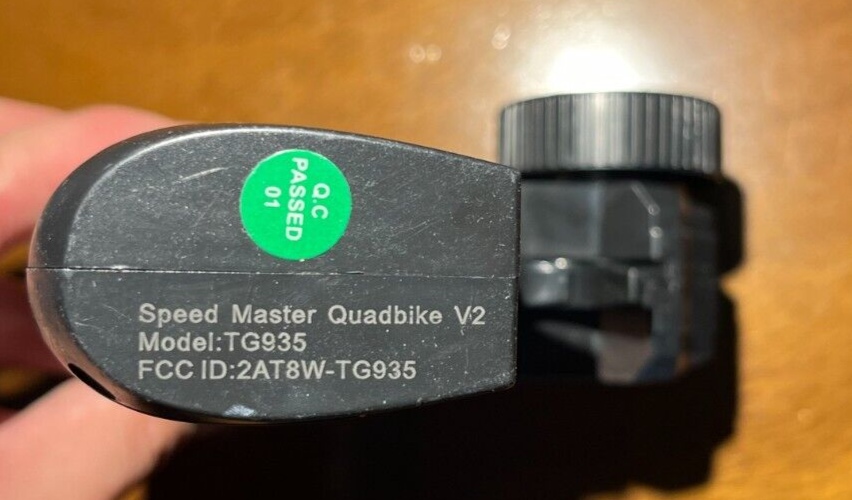 Q.C
PASSED
01
Speed Master Quadbike V2
Model:TG935
FCC ID:2AT8W-TG935